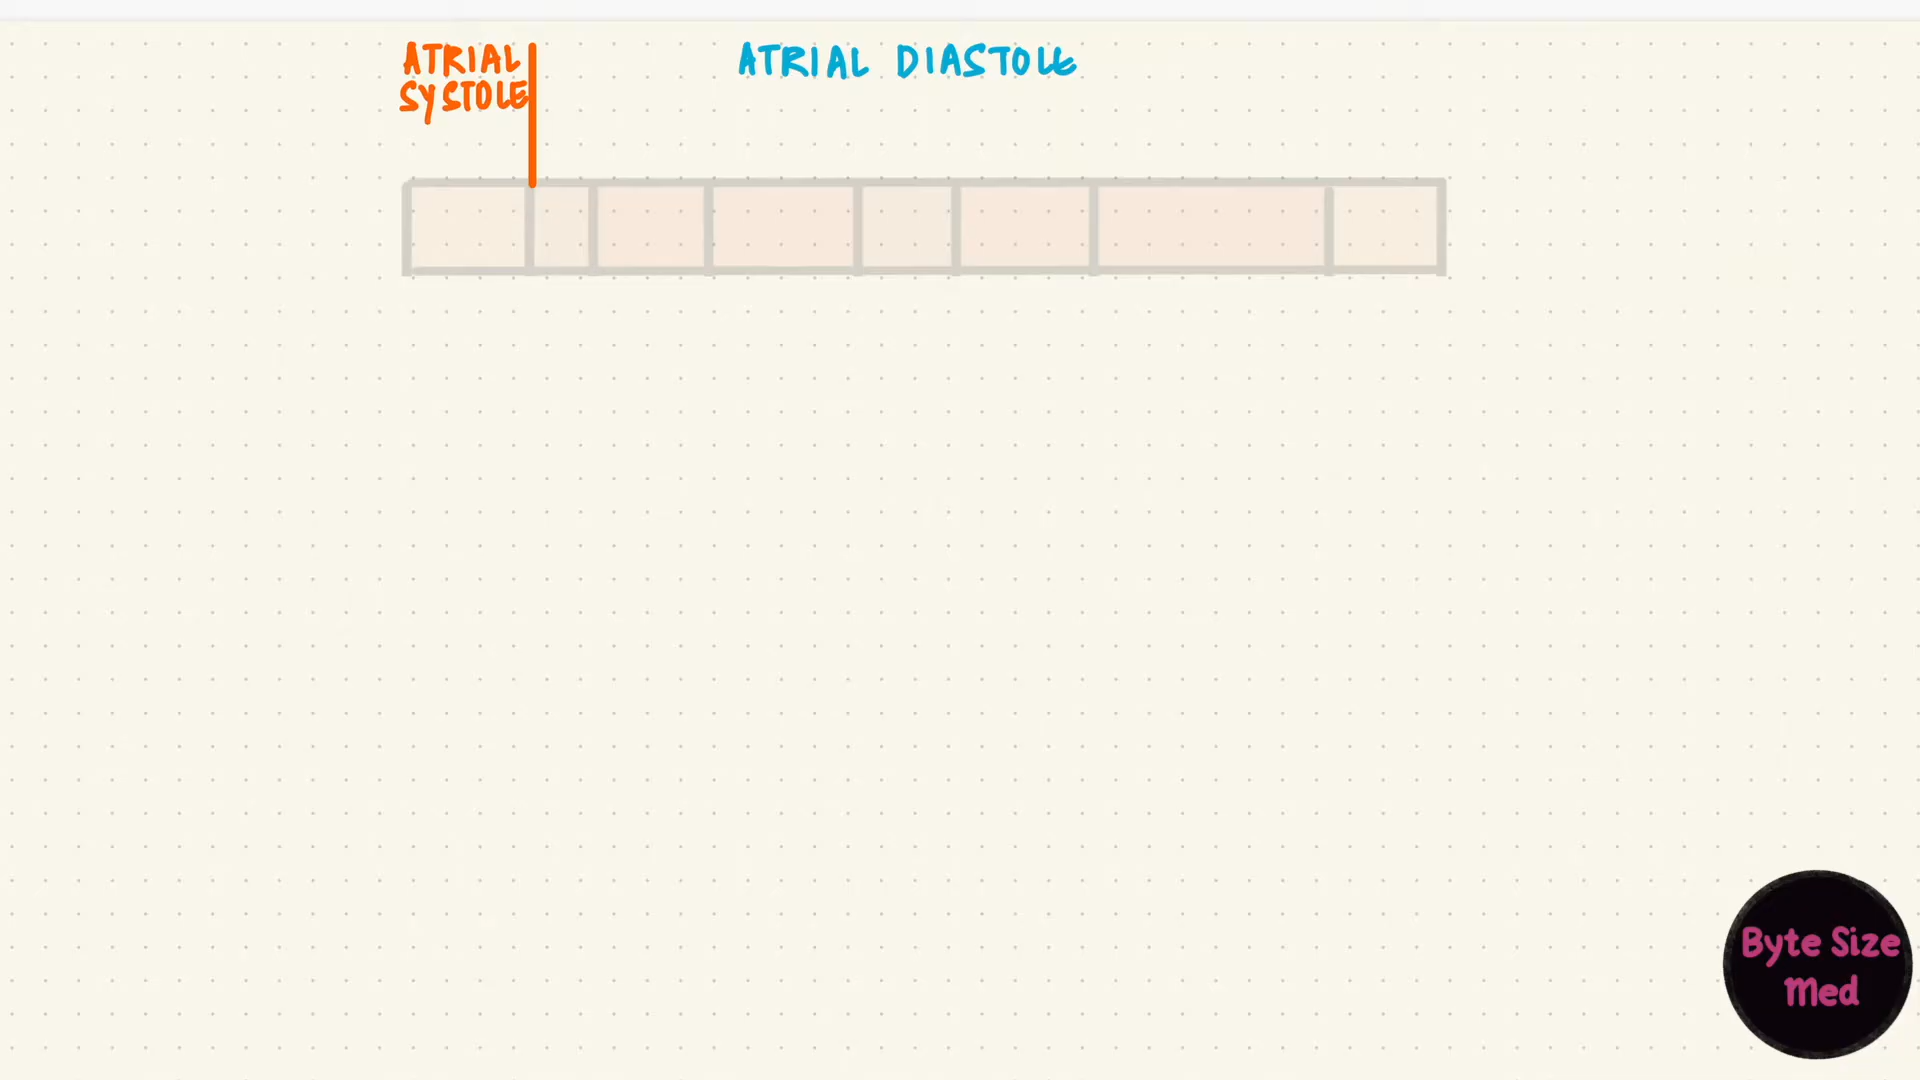 ATRIAL
SYSTOLE
ATRIAL DIASTOLE
Byte Size
Med